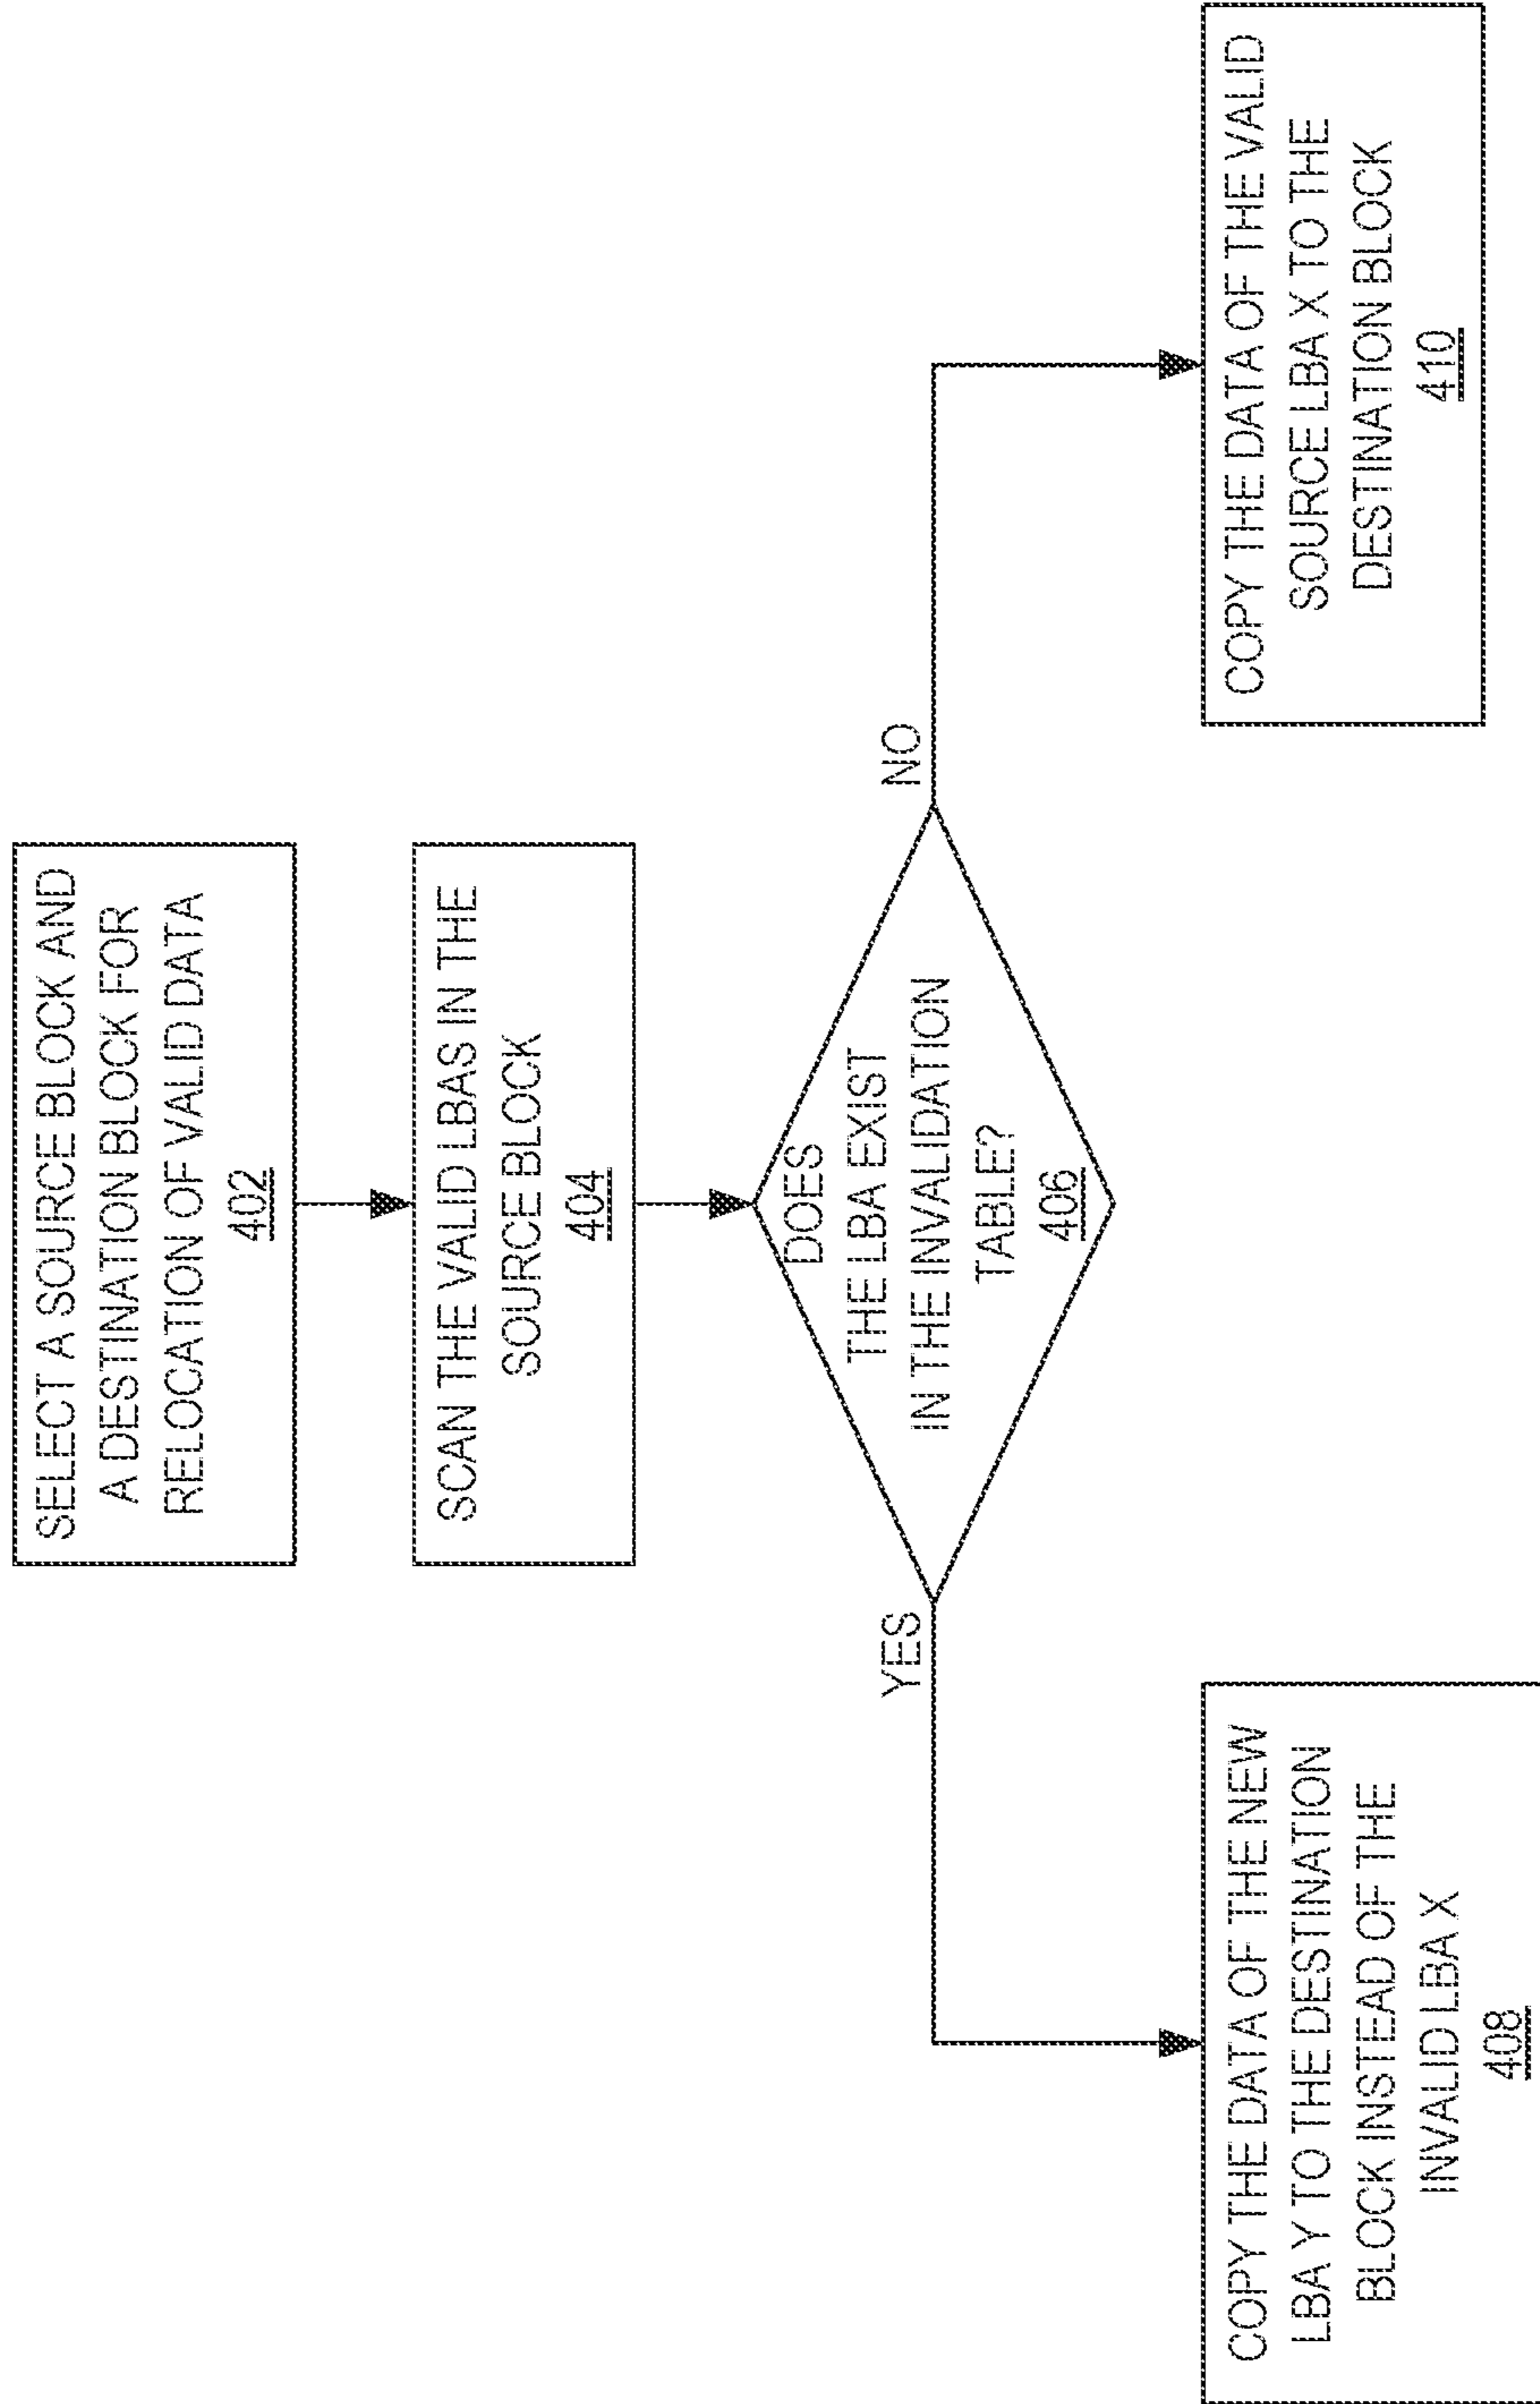 SELECT A SOURCE BLOCK AND
A DESTINATION BLOCK FOR
RELOCATION OF VALID DATA
402
SCAN THE VALID LBAS IN THE
SOURCE BLOCK
404
DOES
THE LBA EXIST
IN THE INVALIDATION
TABLE?
406
YES
NO
COPY THE DATA OF THE NEW
LBA Y TO THE DESTINATION
BLOCK INSTEAD OF THE
INVALID LBA X
408
COPY THE DATA OF THE VALID
SOURCE LBA X TO THE
DESTINATION BLOCK
410